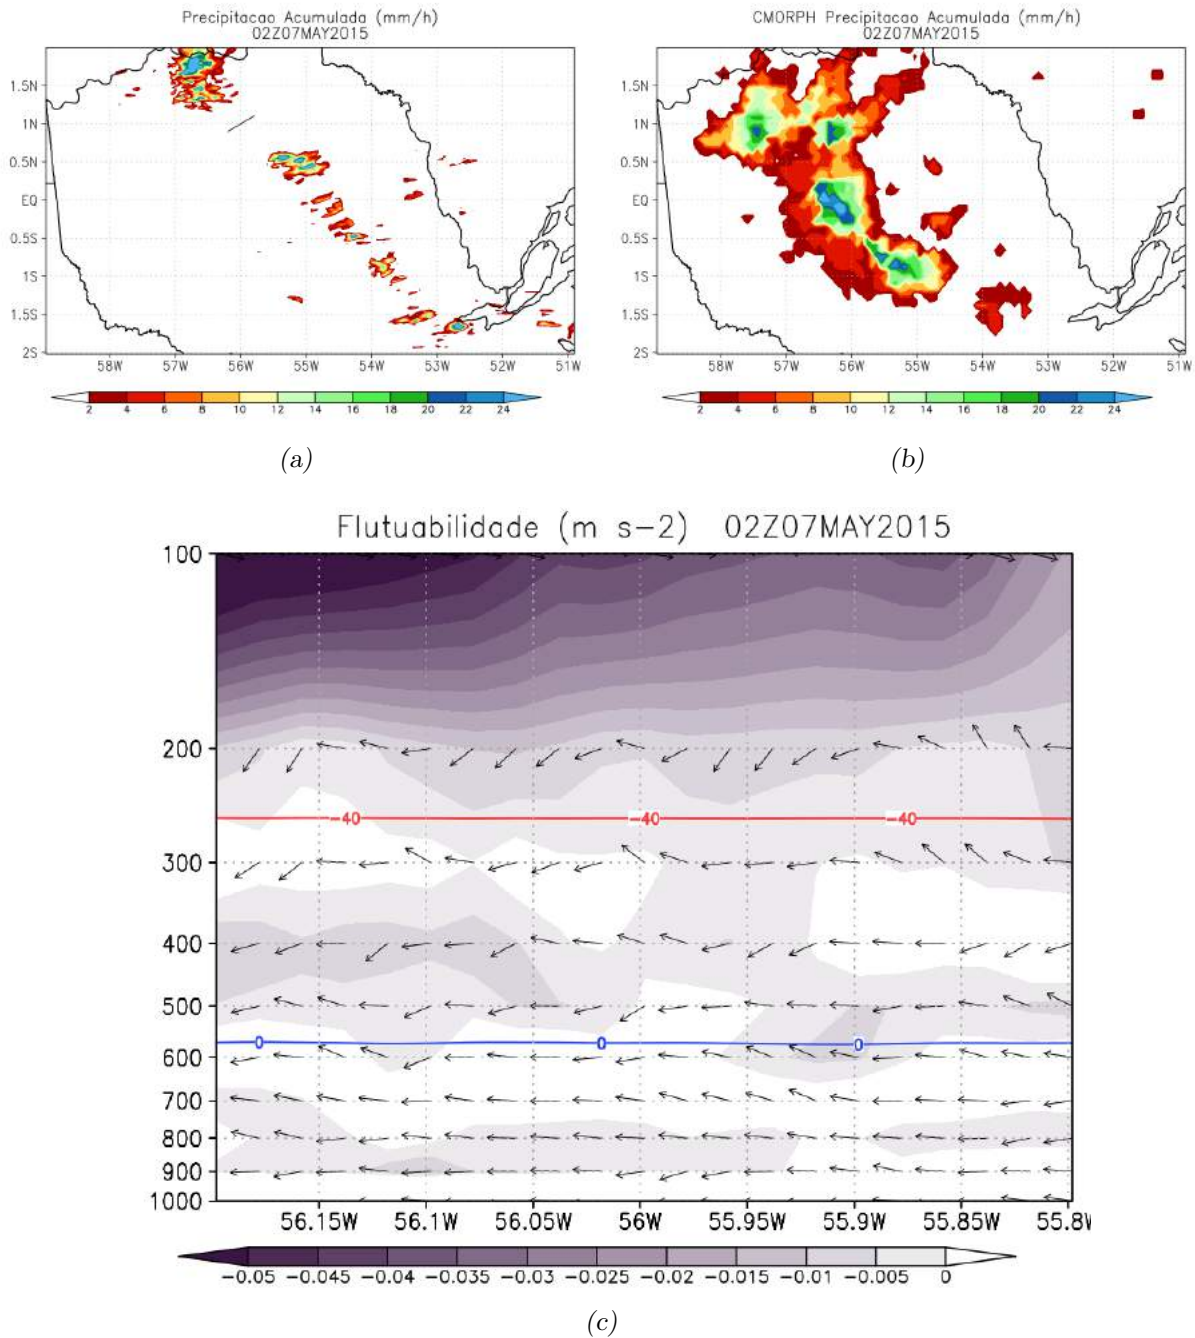 Precipitacao Acumulada (mm/h)
02Z07MAY2015
1.5N
1N
0.5N
EQ
0.5S
1S
1.5S
2S
58W 57W 56W 55W 54W 53W 52W 51W
2 4 6 8 10 12 14 16 18 20 22 24
(a)
CMORPH Precipitacao Acumulada (mm/h)
02Z07MAY2015
1.5N
1N
0.5N
EQ
0.5S
1S
1.5S
2S
58W 57W 56W 55W 54W 53W 52W 51W
2 4 6 8 10 12 14 16 18 20 22 24
(b)
Flutuabilidade (m s-2) 02Z07MAY2015
100
200
-40 -40 -40
300
400
500
0 0 0
600
700
800
900
1000
56.15W 56.1W 56.05W 56W 55.95W 55.9W 55.85W 55.8W
-0.05 -0.045 -0.04 -0.035 -0.03 -0.025 -0.02 -0.015 -0.01 -0.005 0
(c)